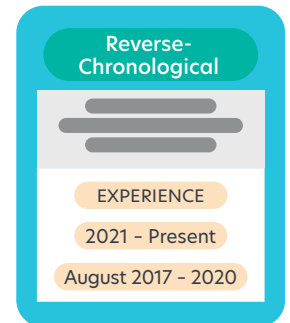 Reverse-
Chronological
EXPERIENCE
2021 – Present
August 2017 – 2020